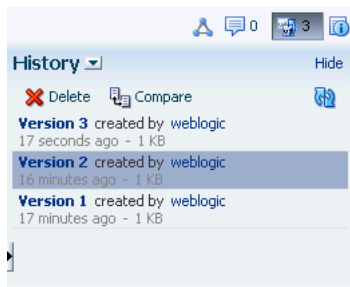 0 3
History Hide
Delete Compare
Version 3 created by weblogic
17 seconds ago - 1 KB
Version 2 created by weblogic
16 minutes ago - 1 KB
Version 1 created by weblogic
17 minutes ago - 1 KB